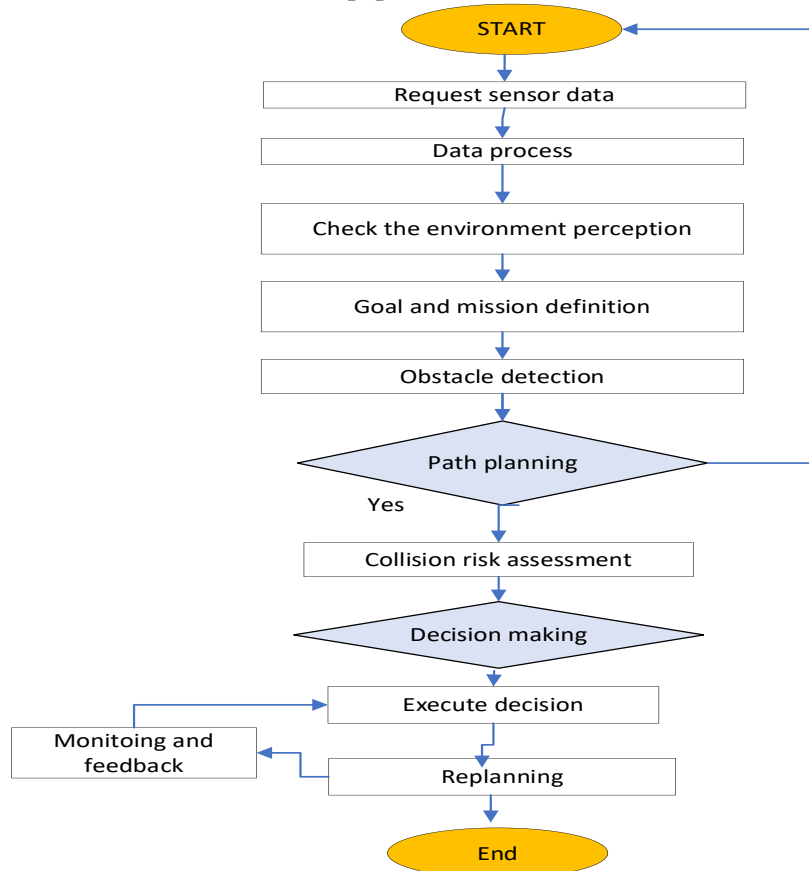 START
Request sensor data
Data process
Check the environment perception
Goal and mission definition
Obstacle detection
Path planning
Yes
Collision risk assessment
Decision making
Execute decision
Monitoing and
feedback
Replanning
End